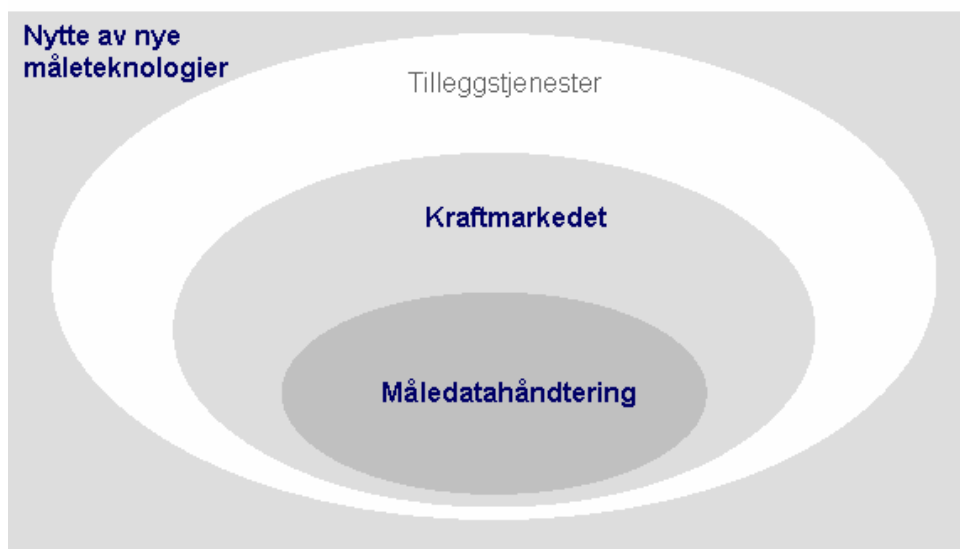 Nytte av nye
måleteknologier
Tilleggstjenester
Kraftmarkedet
Måledatahåndtering